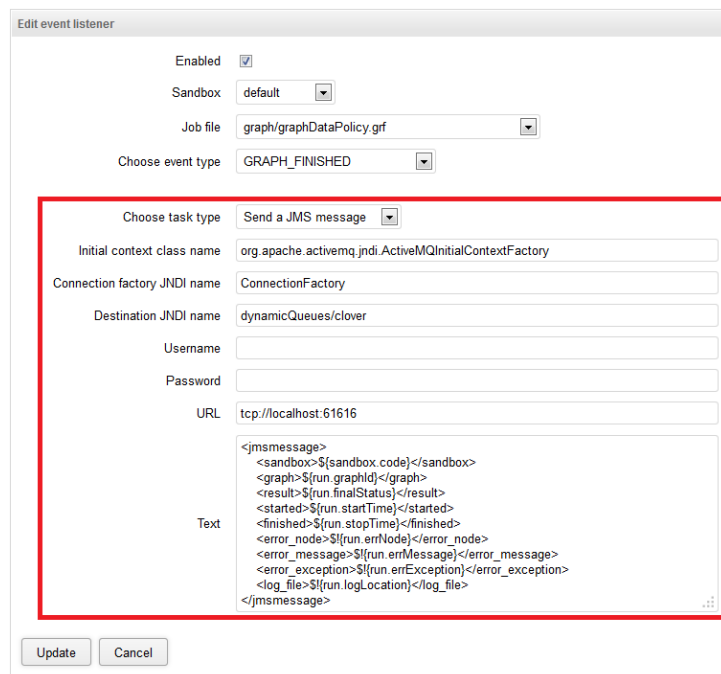 Edit event listener
Enabled
Sandbox default
Job file graph/graphDataPolicy.grf
Choose event type GRAPH_FINISHED
Choose task type Send a JMS message
Initial context class name org.apache.activemq.jndi.ActiveMQInitialContextFactory
Connection factory JNDI name ConnectionFactory
Destination JNDI name dynamicQueues/clover
Username
Password
URL tcp://localhost:61616
Text
<jmsmessage>
<sandbox>${sandbox.code}</sandbox>
<graph>${run.graphId}</graph>
<result>${run.finalStatus}</result>
<started>${run.startTime}</started>
<finished>${run.stopTime}</finished>
<error_node>$!{run.errNode}</error_node>
<error_message>$!{run.errMessage}</error_message>
<error_exception>$!{run.errException}</error_exception>
<log_file>$!{run.logLocation}</log_file>
</jmsmessage>
Update Cancel